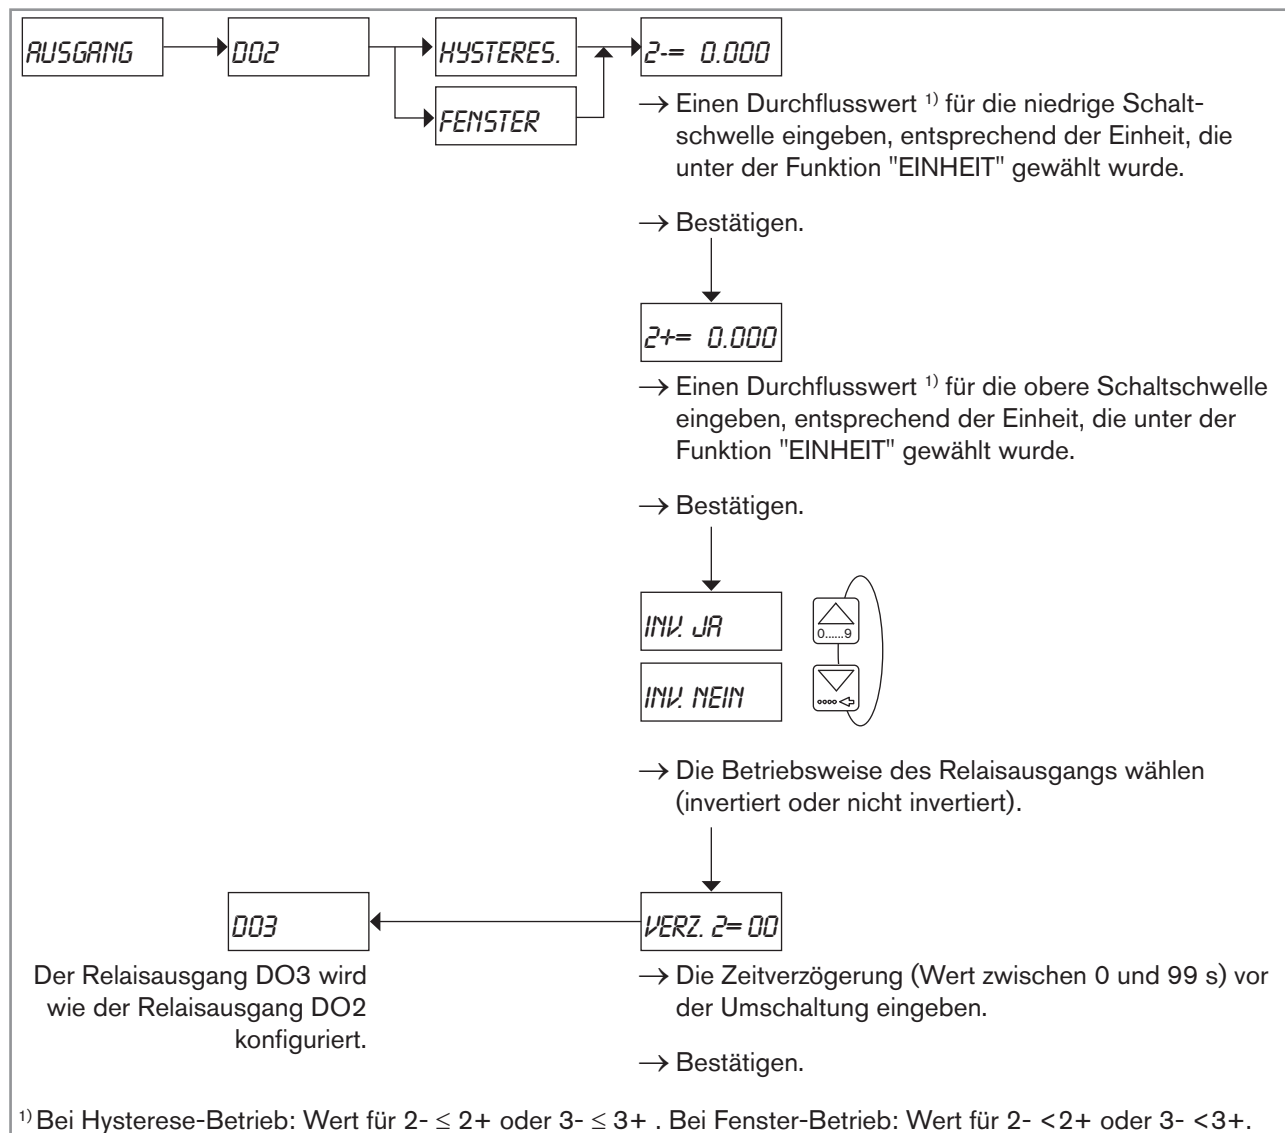 AUSGANG
DO2
HYSTERES.
2-= 0.000
FENSTER
→ Einen Durchflusswert ¹⁾ für die niedrige Schalt-
schwelle eingeben, entsprechend der Einheit, die
unter der Funktion "EINHEIT" gewählt wurde.
→ Bestätigen.
2+= 0.000
→ Einen Durchflusswert ¹⁾ für die obere Schaltschwelle
eingeben, entsprechend der Einheit, die unter der
Funktion "EINHEIT" gewählt wurde.
→ Bestätigen.
INV. JA
0......9
INV. NEIN
→ Die Betriebsweise des Relaisausgangs wählen
(invertiert oder nicht invertiert).
DO3
VERZ. 2= 00
Der Relaisausgang DO3 wird
wie der Relaisausgang DO2
konfiguriert.
→ Die Zeitverzögerung (Wert zwischen 0 und 99 s) vor
der Umschaltung eingeben.
→ Bestätigen.
¹⁾ Bei Hysterese-Betrieb: Wert für 2- ≤ 2+ oder 3- ≤ 3+ . Bei Fenster-Betrieb: Wert für 2- <2+ oder 3- <3+.